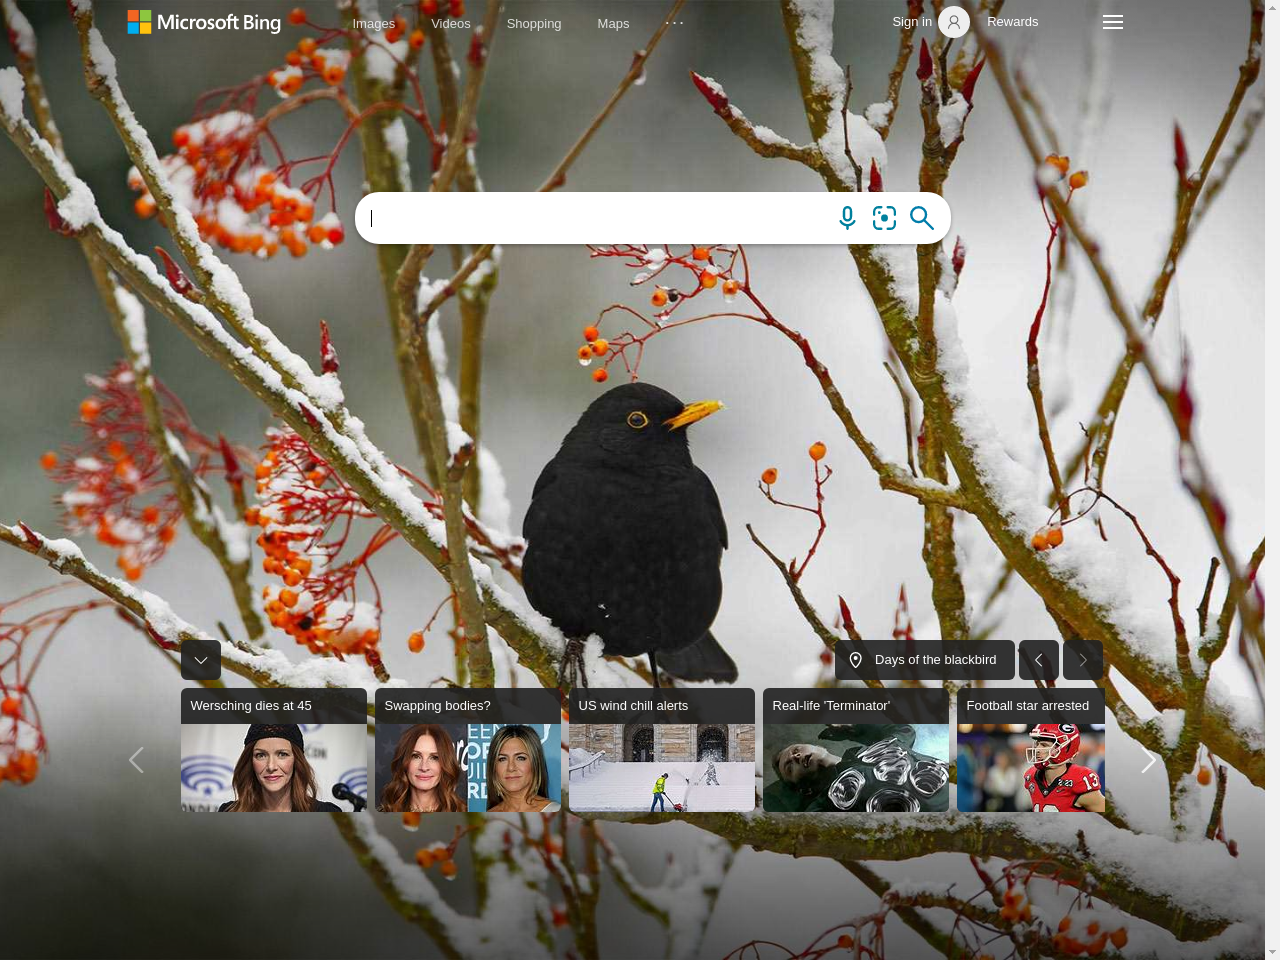 Microsoft Bing
Images
Videos
Shopping
Maps
Sign in
Rewards
Days of the blackbird
Wersching dies at 45
Swapping bodies?
US wind chill alerts
Real-life 'Terminator'
Football star arrested
13